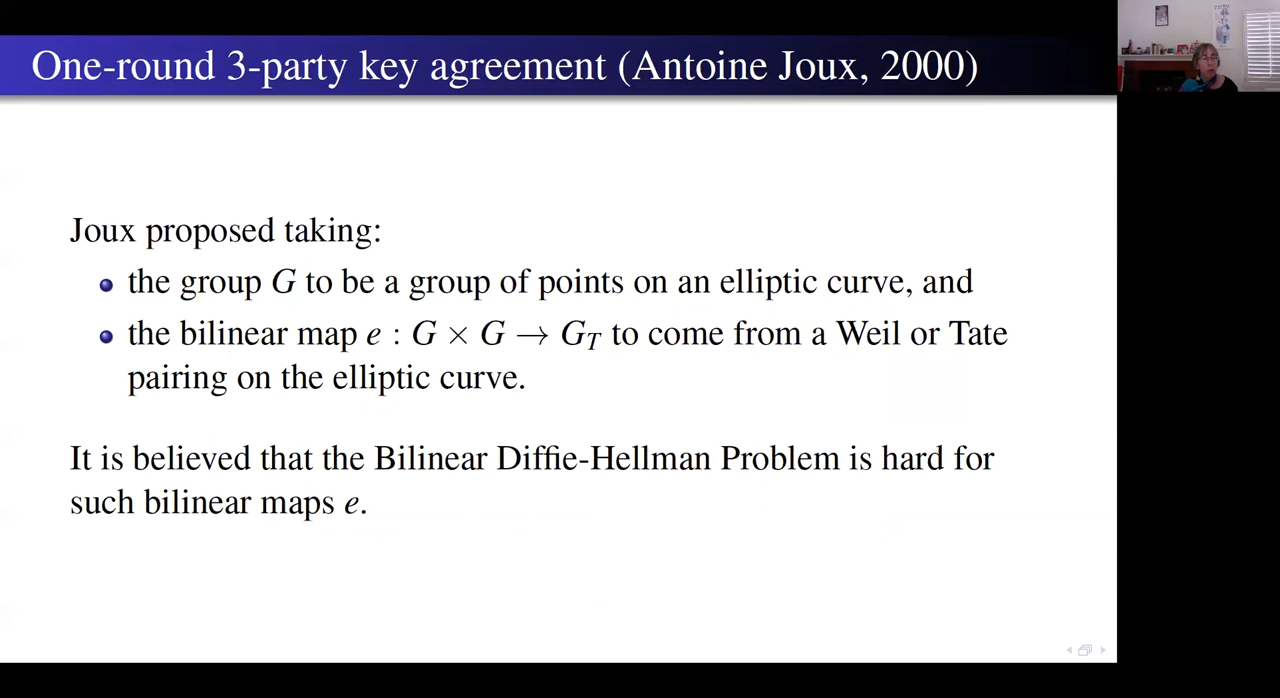 One-round 3-party key agreement (Antoine Joux, 2000)
Joux proposed taking:
the group G to be a group of points on an elliptic curve, and
the bilinear map e : G × G → G_T to come from a Weil or Tate
pairing on the elliptic curve.
It is believed that the Bilinear Diffie-Hellman Problem is hard for
such bilinear maps e.